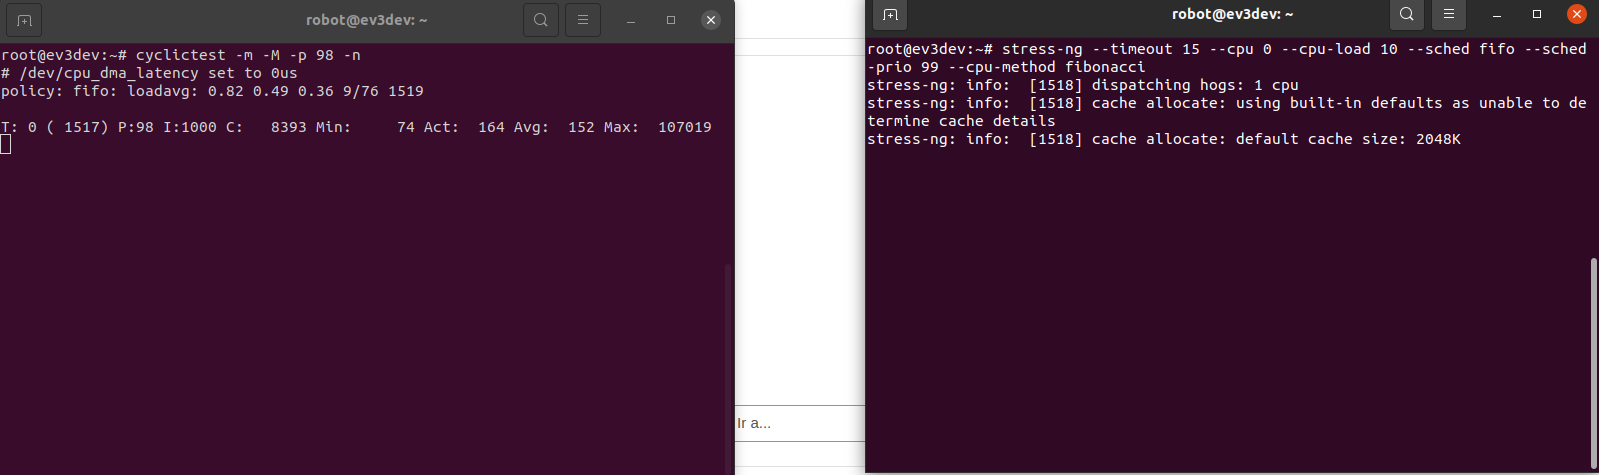 robot@ev3dev: ~
root@ev3dev:~# cyclictest -m -M -p 98 -n
# /dev/cpu_dma_latency set to 0us
policy: fifo: loadavg: 0.82 0.49 0.36 9/76 1519
T: 0 ( 1517) P:98 I:1000 C:   8393 Min:     74 Act:  164 Avg:  152 Max:  107019
Ir a...
robot@ev3dev: ~
root@ev3dev:~# stress-ng --timeout 15 --cpu 0 --cpu-load 10 --sched fifo --sched
-prio 99 --cpu-method fibonacci
stress-ng: info:  [1518] dispatching hogs: 1 cpu
stress-ng: info:  [1518] cache allocate: using built-in defaults as unable to de
termine cache details
stress-ng: info:  [1518] cache allocate: default cache size: 2048K